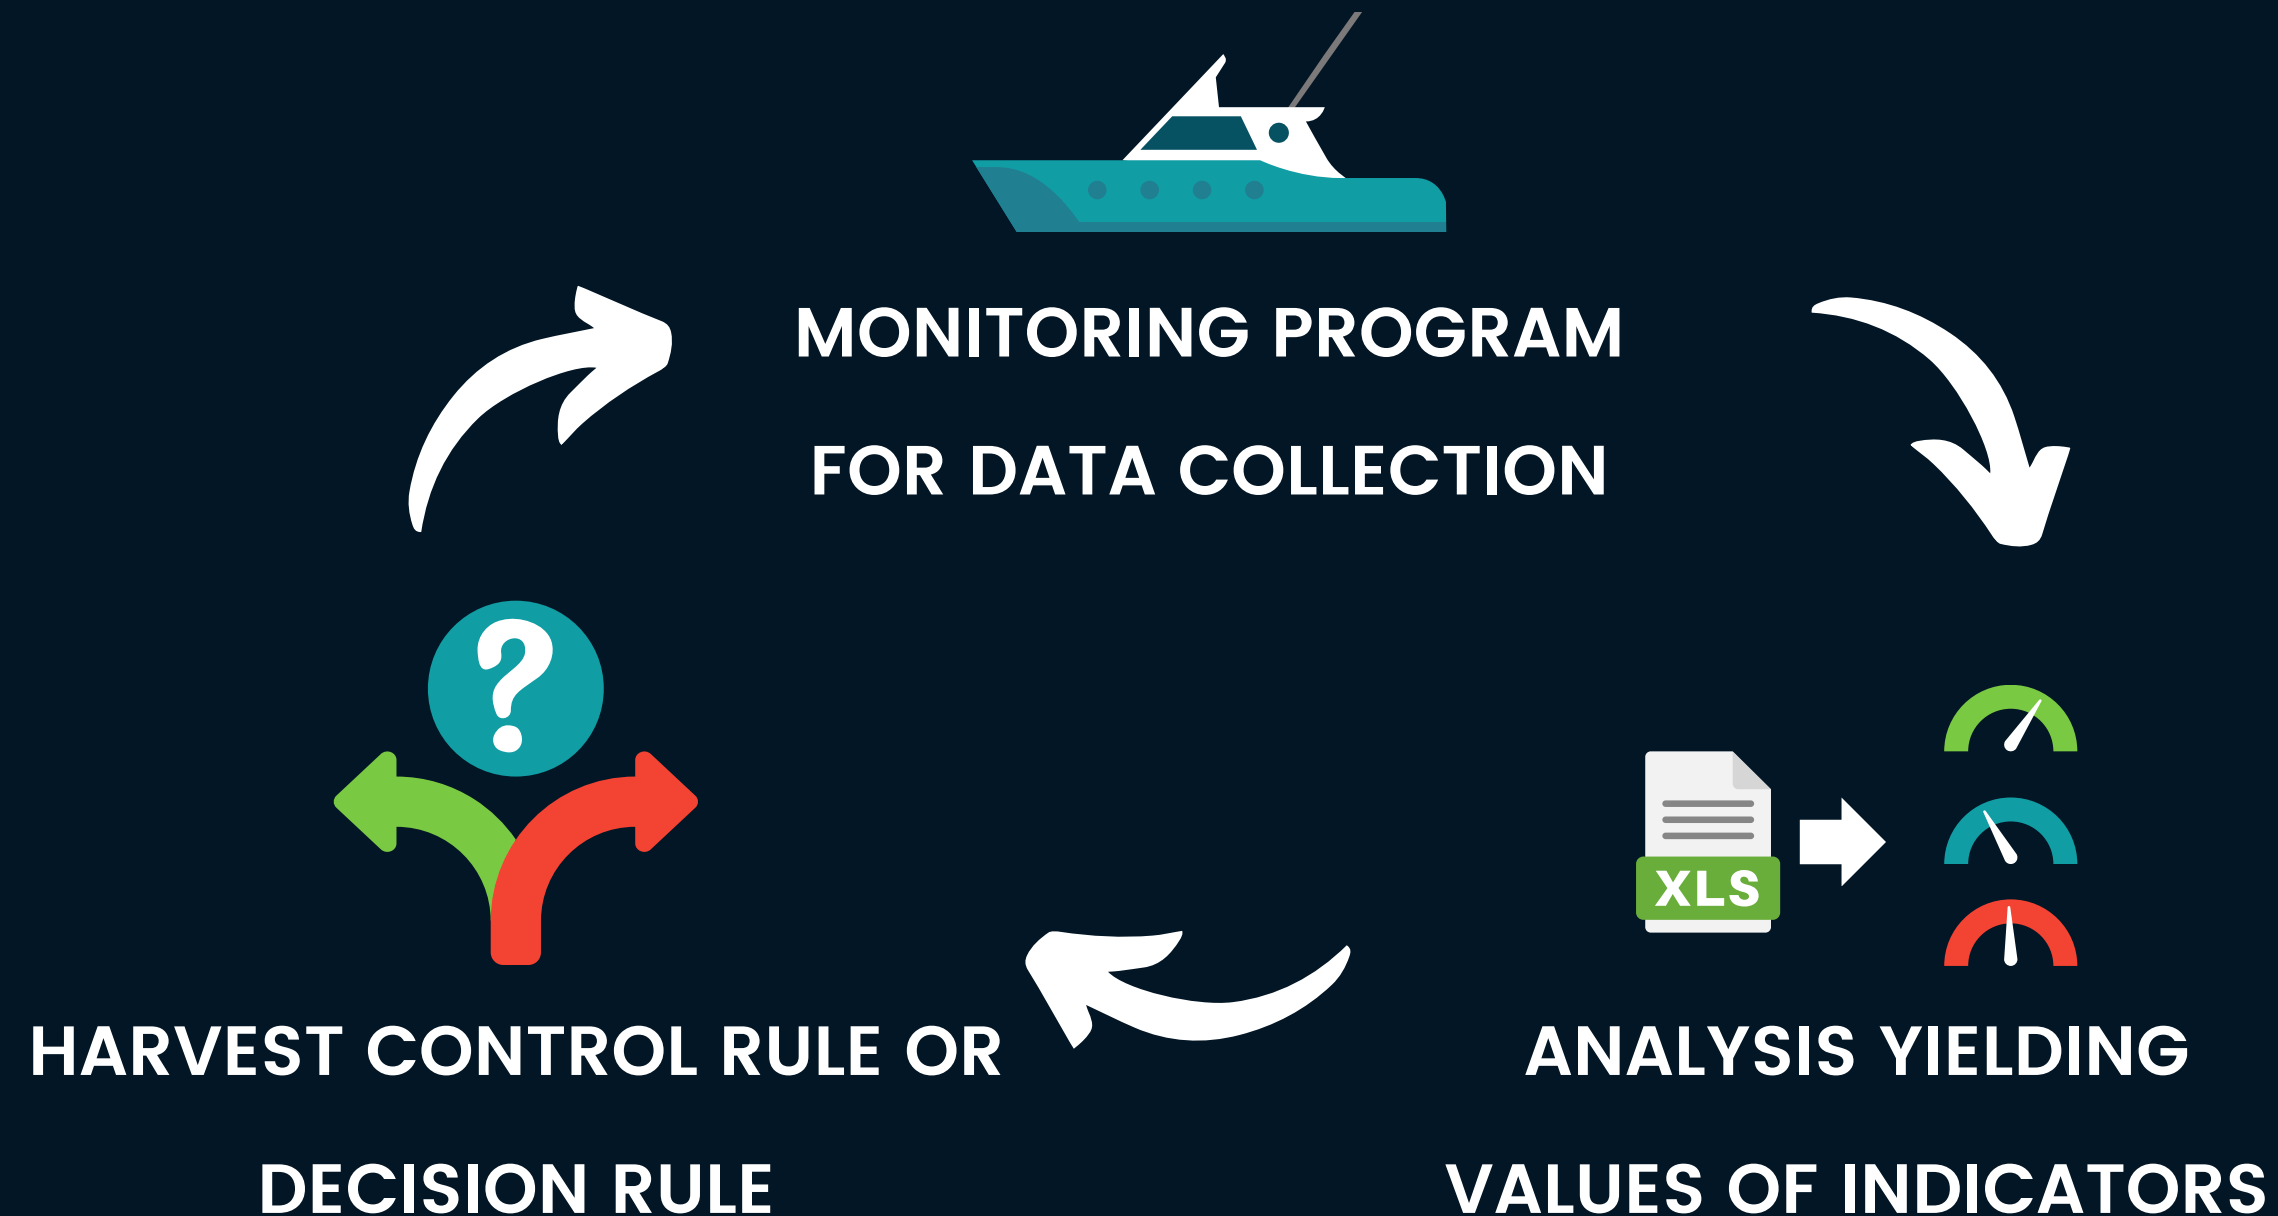 MONITORING PROGRAM
FOR DATA COLLECTION
?
XLS
HARVEST CONTROL RULE OR
DECISION RULE
ANALYSIS YIELDING
VALUES OF INDICATORS